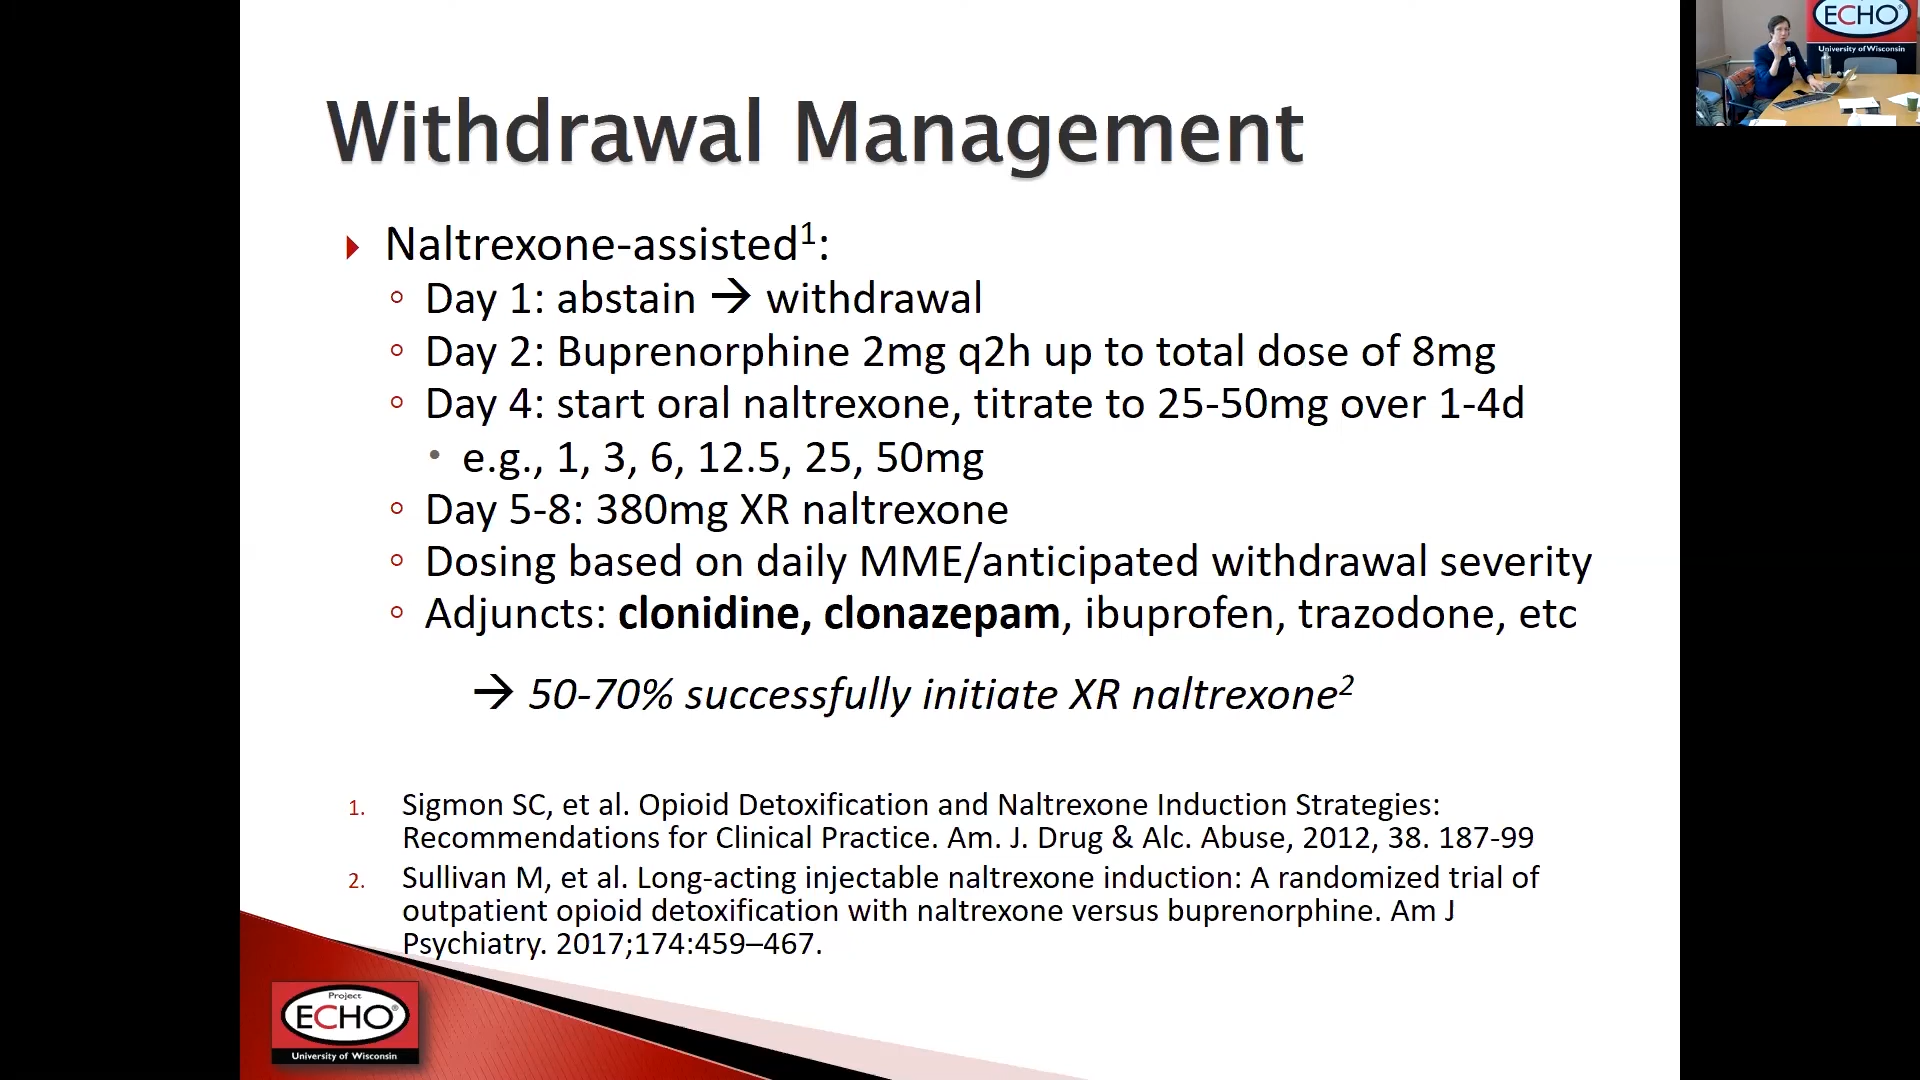 ECHO®
University of Wisconsin
Withdrawal Management
Naltrexone-assisted1:
Day 1: abstain → withdrawal
Day 2: Buprenorphine 2mg q2h up to total dose of 8mg
Day 4: start oral naltrexone, titrate to 25-50mg over 1-4d
e.g., 1, 3, 6, 12.5, 25, 50mg
Day 5-8: 380mg XR naltrexone
Dosing based on daily MME/anticipated withdrawal severity
Adjuncts: clonidine, clonazepam, ibuprofen, trazodone, etc
→ 50-70% successfully initiate XR naltrexone2
1. Sigmon SC, et al. Opioid Detoxification and Naltrexone Induction Strategies:
Recommendations for Clinical Practice. Am. J. Drug & Alc. Abuse, 2012, 38. 187-99
2. Sullivan M, et al. Long-acting injectable naltrexone induction: A randomized trial of
outpatient opioid detoxification with naltrexone versus buprenorphine. Am J
Psychiatry. 2017;174:459–467.
Project
ECHO®
University of Wisconsin